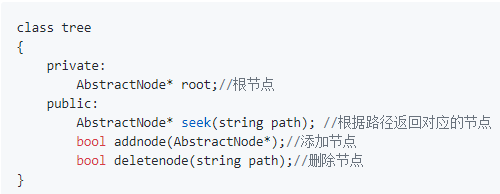 class tree
{
    private:
        AbstractNode* root;//根节点
    public:
        AbstractNode* seek(string path); //根据路径返回对应的节点
        bool addnode(AbstractNode*);//添加节点
        bool deletenode(string path);//删除节点
}